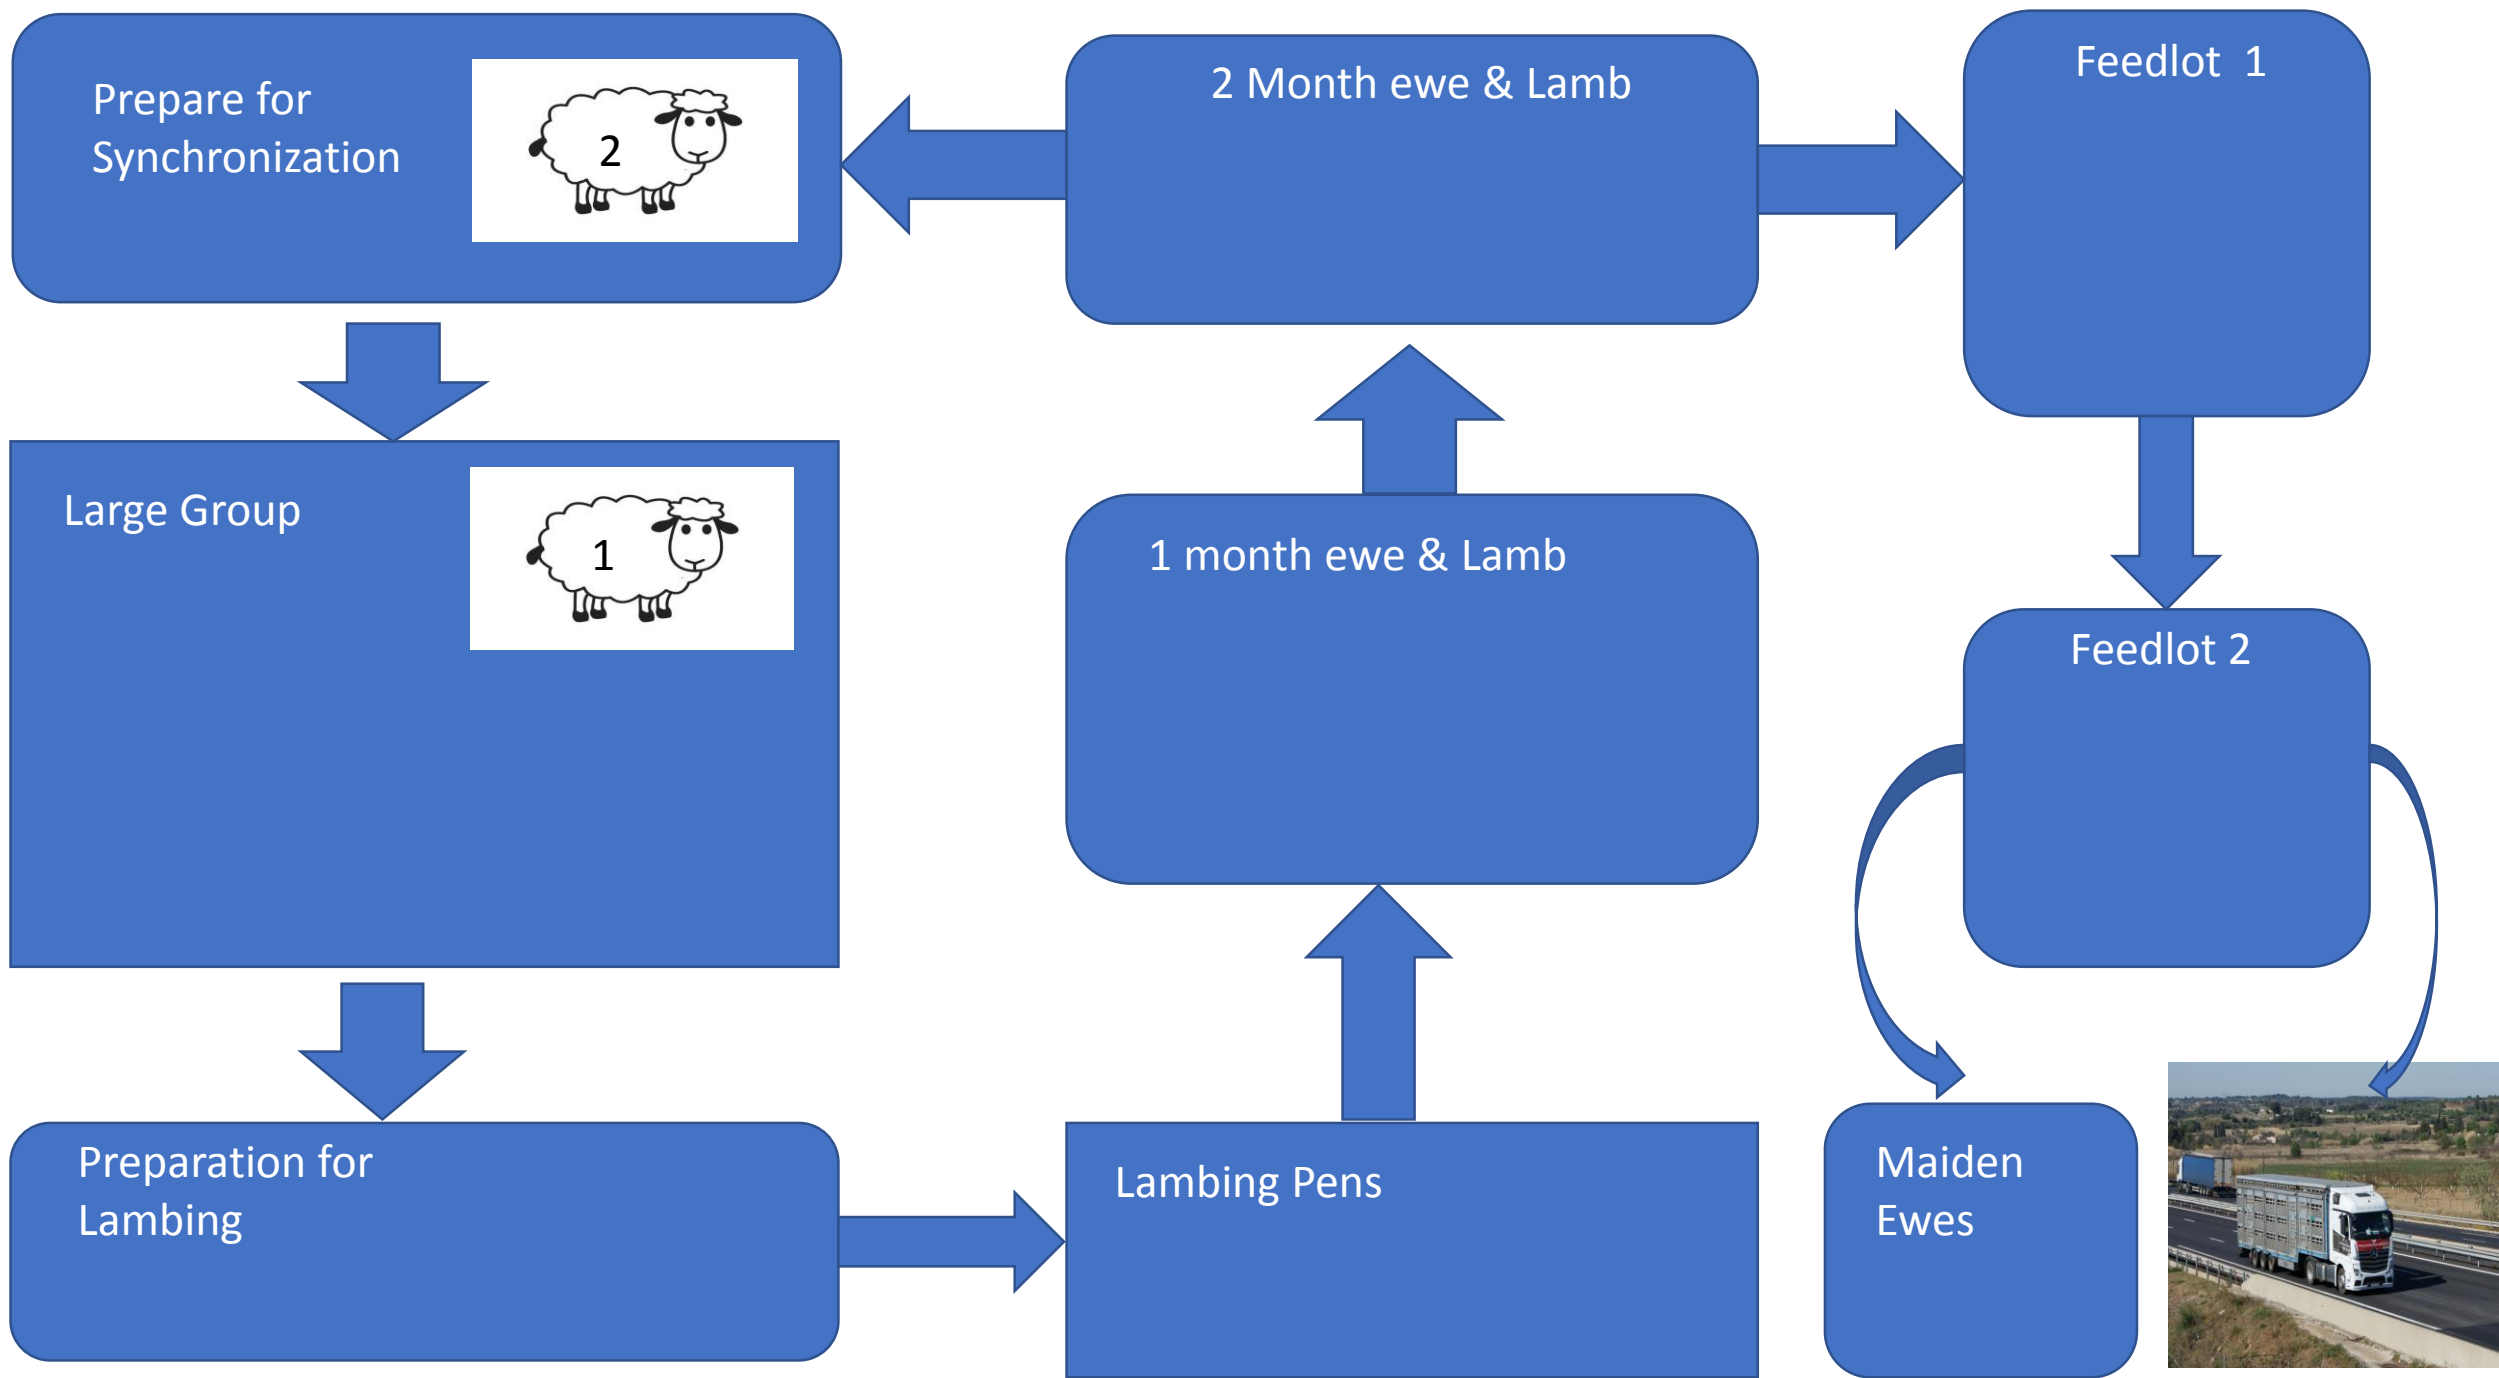 Prepare for
Synchronization
2
2 Month ewe & Lamb
Feedlot  1
Large Group
1
1 month ewe & Lamb
Feedlot 2
Preparation for
Lambing
Lambing Pens
Maiden
Ewes